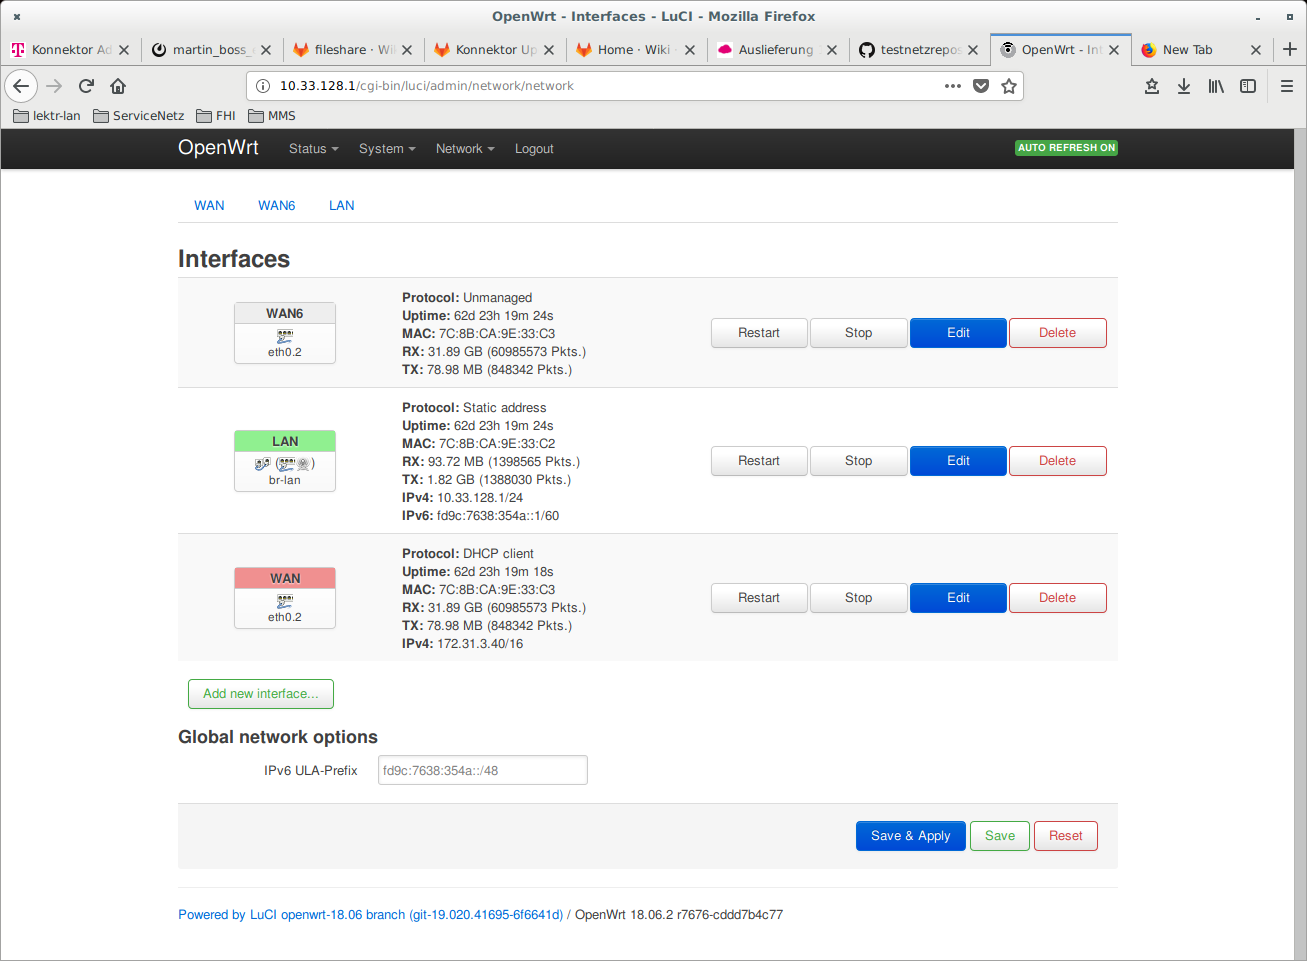 OpenWrt - Interfaces - LuCI - Mozilla Firefox
Konnektor Ad
martin_boss_
fileshare · Wi
Konnektor Up
Home · Wiki ·
Auslieferung
testnetzrepos
OpenWrt - Int
New Tab
10.33.128.1/cgi-bin/luci/admin/network/network
lektr-lan ServiceNetz FHI MMS
OpenWrt Status System Network Logout AUTO REFRESH ON
WAN WAN6 LAN
Interfaces
WAN6
eth0.2
Protocol: Unmanaged
Uptime: 62d 23h 19m 24s
MAC: 7C:8B:CA:9E:33:C3
RX: 31.89 GB (60985573 Pkts.)
TX: 78.98 MB (848342 Pkts.)
Restart Stop Edit Delete
LAN
( )
br-lan
Protocol: Static address
Uptime: 62d 23h 19m 24s
MAC: 7C:8B:CA:9E:33:C2
RX: 93.72 MB (1398565 Pkts.)
TX: 1.82 GB (1388030 Pkts.)
IPv4: 10.33.128.1/24
IPv6: fd9c:7638:354a::1/60
Restart Stop Edit Delete
WAN
eth0.2
Protocol: DHCP client
Uptime: 62d 23h 19m 18s
MAC: 7C:8B:CA:9E:33:C3
RX: 31.89 GB (60985573 Pkts.)
TX: 78.98 MB (848342 Pkts.)
IPv4: 172.31.3.40/16
Restart Stop Edit Delete
Add new interface...
Global network options
IPv6 ULA-Prefix fd9c:7638:354a::/48
Save & Apply Save Reset
Powered by LuCI openwrt-18.06 branch (git-19.020.41695-6f6641d) / OpenWrt 18.06.2 r7676-cddd7b4c77